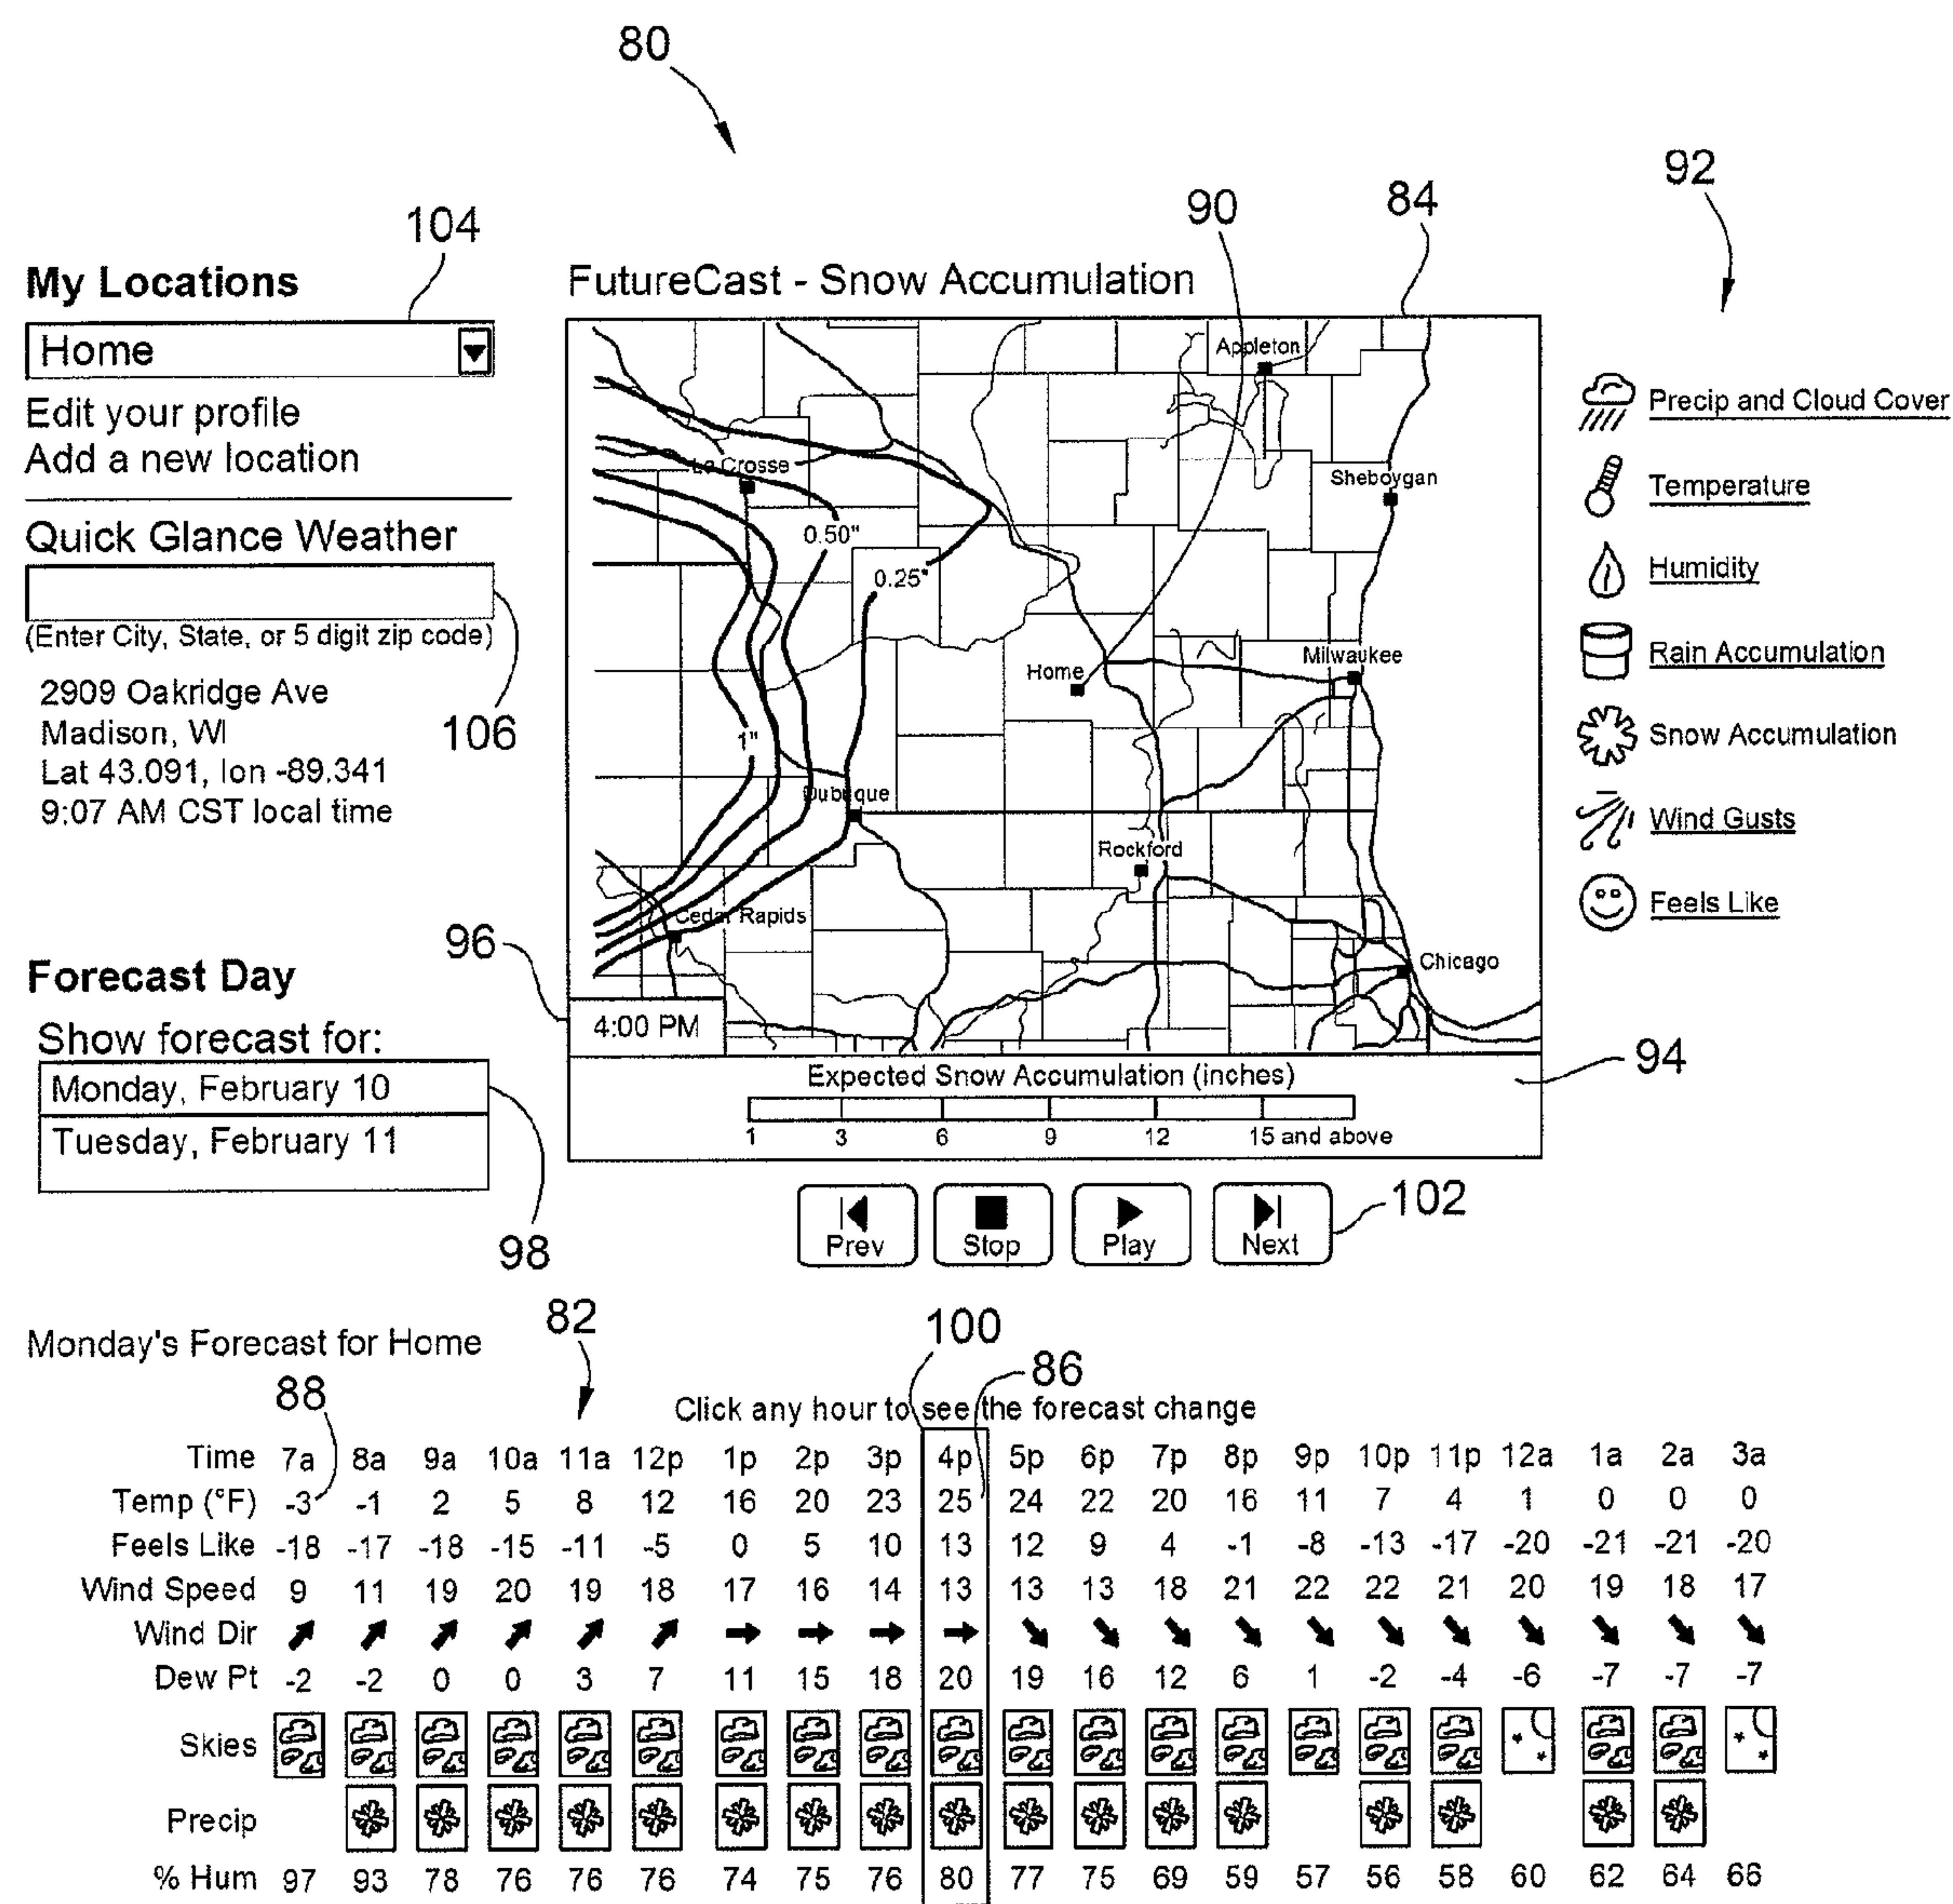 80
92
90
84
104
My Locations
FutureCast - Snow Accumulation
Home
Edit your profile
Add a new location
Quick Glance Weather
(Enter City, State, or 5 digit zip code)
2909 Oakridge Ave
Madison, WI
Lat 43.091, lon -89.341
9:07 AM CST local time
106
Appleton
La Crosse
Sheboygan
0.50"
0.25"
Home
Milwaukee
1"
Dubuque
Rockford
Cedar Rapids
Chicago
Precip and Cloud Cover
Temperature
Humidity
Rain Accumulation
Snow Accumulation
Wind Gusts
Feels Like
96
4:00 PM
94
Forecast Day
Show forecast for:
Monday, February 10
Tuesday, February 11
98
Expected Snow Accumulation (inches)
1 3 6 9 12 15 and above
Prev Stop Play Next
102
82
100
86
Monday's Forecast for Home
88
Click any hour to see the forecast change
Time 7a 8a 9a 10a 11a 12p 1p 2p 3p 4p 5p 6p 7p 8p 9p 10p 11p 12a 1a 2a 3a
Temp (°F) -3 -1 2 5 8 12 16 20 23 25 24 22 20 16 11 7 4 1 0 0 0
Feels Like -18 -17 -18 -15 -11 -5 0 5 10 13 12 9 4 -1 -8 -13 -17 -20 -21 -21 -20
Wind Speed 9 11 19 20 19 18 17 16 14 13 13 13 18 21 22 22 21 20 19 18 17
Wind Dir
Dew Pt -2 -2 0 0 3 7 11 15 18 20 19 16 12 6 1 -2 -4 -6 -7 -7 -7
Skies
Precip
% Hum 97 93 78 76 76 76 74 75 76 80 77 75 69 59 57 56 58 60 62 64 66